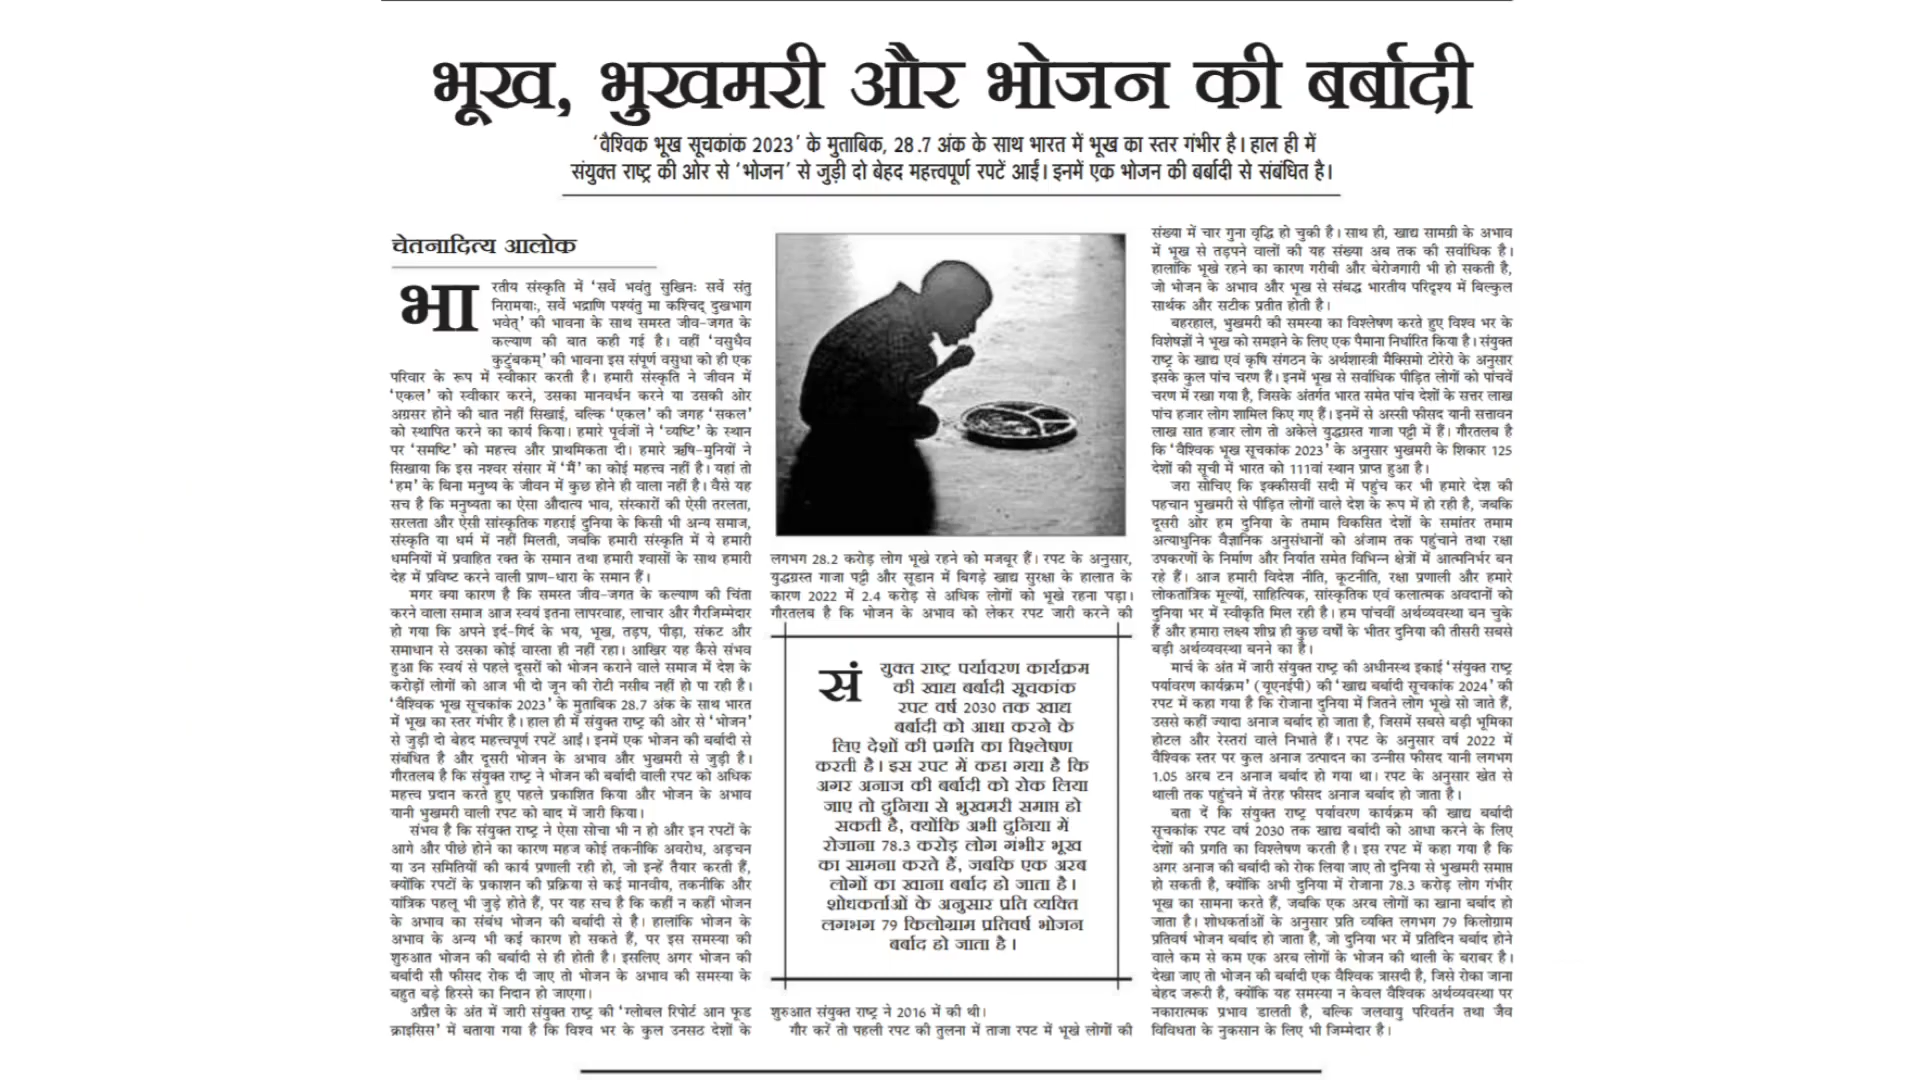 भूख, भुखमरी और भोजन की बर्बादी
‘वैश्विक भूख सूचकांक 2023’ के मुताबिक, 28.7 अंक के साथ भारत में भूख का स्तर गंभीर है। हाल ही में
संयुक्त राष्ट्र की ओर से ‘भोजन’ से जुड़ी दो बेहद महत्त्वपूर्ण रपटें आईं। इनमें एक भोजन की बर्बादी से संबंधित है।
चेतनादित्य आलोक
भारतीय संस्कृति में ‘सर्वे भवंतु सुखिनः सर्वे संतु
निरामयाः, सर्वे भद्राणि पश्यंतु मा कश्चिद् दुखभाग
भवेत्’ की भावना के साथ समस्त जीव-जगत के
कल्याण की बात कही गई है। वहीं ‘वसुधैव
कुटुंबकम्’ की भावना इस संपूर्ण वसुधा को ही एक
परिवार के रूप में स्वीकार करती है। हमारी संस्कृति ने जीवन में
‘एकल’ को स्वीकार करने, उसका मानवर्धन करने या उसकी ओर
अग्रसर होने की बात नहीं सिखाई, बल्कि ‘एकल’ की जगह ‘सकल’
को स्थापित करने का कार्य किया। हमारे पूर्वजों ने ‘व्यष्टि’ के स्थान
पर ‘समष्टि’ को महत्त्व और प्राथमिकता दी। हमारे ऋषि-मुनियों ने
सिखाया कि इस नश्वर संसार में ‘मैं’ का कोई महत्त्व नहीं है। यहां तो
‘हम’ के बिना मनुष्य के जीवन में कुछ होने ही वाला नहीं है। वैसे यह
सच है कि मनुष्यता का ऐसा औदात्य भाव, संस्कारों की ऐसी तरलता,
सरलता और ऐसी सांस्कृतिक गहराई दुनिया के किसी भी अन्य समाज,
संस्कृति या धर्म में नहीं मिलती, जबकि हमारी संस्कृति में ये हमारी
धमनियों में प्रवाहित रक्त के समान तथा हमारी श्वासों के साथ हमारी
देह में प्रविष्ट करने वाली प्राण-धारा के समान हैं।
मगर क्या कारण है कि समस्त जीव-जगत के कल्याण की चिंता
करने वाला समाज आज स्वयं इतना लापरवाह, लाचार और गैरजिम्मेदार
हो गया कि अपने इर्द-गिर्द के भय, भूख, तड़प, पीड़ा, संकट और
समाधान से उसका कोई वास्ता ही नहीं रहा। आखिर यह कैसे संभव
हुआ कि स्वयं से पहले दूसरों को भोजन कराने वाले समाज में देश के
करोड़ों लोगों को आज भी दो जून की रोटी नसीब नहीं हो पा रही है।
‘वैश्विक भूख सूचकांक 2023’ के मुताबिक 28.7 अंक के साथ भारत
में भूख का स्तर गंभीर है। हाल ही में संयुक्त राष्ट्र की ओर से ‘भोजन’
से जुड़ी दो बेहद महत्त्वपूर्ण रपटें आईं। इनमें एक भोजन की बर्बादी से
संबंधित है और दूसरी भोजन के अभाव और भुखमरी से जुड़ी है।
गौरतलब है कि संयुक्त राष्ट्र ने भोजन की बर्बादी वाली रपट को अधिक
महत्त्व प्रदान करते हुए पहले प्रकाशित किया और भोजन के अभाव
यानी भुखमरी वाली रपट को बाद में जारी किया।
संभव है कि संयुक्त राष्ट्र ने ऐसा सोचा भी न हो और इन रपटों के
आगे और पीछे होने का कारण महज कोई तकनीकि अवरोध, अड़चन
या उन समितियों की कार्य प्रणाली रही हो, जो इन्हें तैयार करती हैं,
क्योंकि रपटों के प्रकाशन की प्रक्रिया से कई मानवीय, तकनीकि और
यांत्रिक पहलू भी जुड़े होते हैं, पर यह सच है कि कहीं न कहीं भोजन
के अभाव का संबंध भोजन की बर्बादी से है। हालांकि भोजन के
अभाव के अन्य भी कई कारण हो सकते हैं, पर इस समस्या की
शुरुआत भोजन की बर्बादी से ही होती है। इसलिए अगर भोजन की
बर्बादी सौ फीसद रोक दी जाए तो भोजन के अभाव की समस्या के
बहुत बड़े हिस्से का निदान हो जाएगा।
अप्रैल के अंत में जारी संयुक्त राष्ट्र की ‘ग्लोबल रिपोर्ट आन फूड
क्राइसिस’ में बताया गया है कि विश्व भर के कुल उनसठ देशों के
लगभग 28.2 करोड़ लोग भूखे रहने को मजबूर हैं। रपट के अनुसार,
युद्धग्रस्त गाजा पट्टी और सूडान में बिगड़े खाद्य सुरक्षा के हालात के
कारण 2022 में 2.4 करोड़ से अधिक लोगों को भूखे रहना पड़ा।
गौरतलब है कि भोजन के अभाव को लेकर रपट जारी करने की
संयुक्त राष्ट्र पर्यावरण कार्यक्रम
की खाद्य बर्बादी सूचकांक
रपट वर्ष 2030 तक खाद्य
बर्बादी को आधा करने के
लिए देशों की प्रगति का विश्लेषण
करती है। इस रपट में कहा गया है कि
अगर अनाज की बर्बादी को रोक लिया
जाए तो दुनिया से भुखमरी समाप्त हो
सकती है, क्योंकि अभी दुनिया में
रोजाना 78.3 करोड़ लोग गंभीर भूख
का सामना करते हैं, जबकि एक अरब
लोगों का खाना बर्बाद हो जाता है।
शोधकर्ताओं के अनुसार प्रति व्यक्ति
लगभग 79 किलोग्राम प्रतिवर्ष भोजन
बर्बाद हो जाता है।
शुरुआत संयुक्त राष्ट्र ने 2016 में की थी।
गौर करें तो पहली रपट की तुलना में ताजा रपट में भूखे लोगों की
संख्या में चार गुना वृद्धि हो चुकी है। साथ ही, खाद्य सामग्री के अभाव
में भूख से तड़पने वालों की यह संख्या अब तक की सर्वाधिक है।
हालांकि भूखे रहने का कारण गरीबी और बेरोजगारी भी हो सकती है,
जो भोजन के अभाव और भूख से संबद्ध भारतीय परिदृश्य में बिल्कुल
सार्थक और सटीक प्रतीत होती है।
बहरहाल, भुखमरी की समस्या का विश्लेषण करते हुए विश्व भर के
विशेषज्ञों ने भूख को समझने के लिए एक पैमाना निर्धारित किया है। संयुक्त
राष्ट्र के खाद्य एवं कृषि संगठन के अर्थशास्त्री मैक्सिमो टोरेरो के अनुसार
इसके कुल पांच चरण हैं। इनमें भूख से सर्वाधिक पीड़ित लोगों को पांचवें
चरण में रखा गया है, जिसके अंतर्गत भारत समेत पांच देशों के सत्तर लाख
पांच हजार लोग शामिल किए गए हैं। इनमें से अस्सी फीसद यानी सत्तावन
लाख सात हजार लोग तो अकेले युद्धग्रस्त गाजा पट्टी में हैं। गौरतलब है
कि ‘वैश्विक भूख सूचकांक 2023’ के अनुसार भुखमरी के शिकार 125
देशों की सूची में भारत को 111वां स्थान प्राप्त हुआ है।
जरा सोचिए कि इक्कीसवीं सदी में पहुंच कर भी हमारे देश की
पहचान भुखमरी से पीड़ित लोगों वाले देश के रूप में हो रही है, जबकि
दूसरी ओर हम दुनिया के तमाम विकसित देशों के समांतर तमाम
अत्याधुनिक वैज्ञानिक अनुसंधानों को अंजाम तक पहुंचाने तथा रक्षा
उपकरणों के निर्माण और निर्यात समेत विभिन्न क्षेत्रों में आत्मनिर्भर बन
रहे हैं। आज हमारी विदेश नीति, कूटनीति, रक्षा प्रणाली और हमारे
लोकतांत्रिक मूल्यों, साहित्यिक, सांस्कृतिक एवं कलात्मक अवदानों को
दुनिया भर में स्वीकृति मिल रही है। हम पांचवीं अर्थव्यवस्था बन चुके
हैं और हमारा लक्ष्य शीघ्र ही कुछ वर्षों के भीतर दुनिया की तीसरी सबसे
बड़ी अर्थव्यवस्था बनने का है।
मार्च के अंत में जारी संयुक्त राष्ट्र की अधीनस्थ इकाई ‘संयुक्त राष्ट्र
पर्यावरण कार्यक्रम’ (यूएनईपी) की ‘खाद्य बर्बादी सूचकांक 2024’ की
रपट में कहा गया है कि रोजाना दुनिया में जितने लोग भूखे सो जाते हैं,
उससे कहीं ज्यादा अनाज बर्बाद हो जाता है, जिसमें सबसे बड़ी भूमिका
होटल और रेस्तरां वाले निभाते हैं। रपट के अनुसार वर्ष 2022 में
वैश्विक स्तर पर कुल अनाज उत्पादन का उन्नीस फीसद यानी लगभग
1.05 अरब टन अनाज बर्बाद हो गया था। रपट के अनुसार खेत से
थाली तक पहुंचने में तेरह फीसद अनाज बर्बाद हो जाता है।
बता दें कि संयुक्त राष्ट्र पर्यावरण कार्यक्रम की खाद्य बर्बादी
सूचकांक रपट वर्ष 2030 तक खाद्य बर्बादी को आधा करने के लिए
देशों की प्रगति का विश्लेषण करती है। इस रपट में कहा गया है कि
अगर अनाज की बर्बादी को रोक लिया जाए तो दुनिया से भुखमरी समाप्त
हो सकती है, क्योंकि अभी दुनिया में रोजाना 78.3 करोड़ लोग गंभीर
भूख का सामना करते हैं, जबकि एक अरब लोगों का खाना बर्बाद हो
जाता है। शोधकर्ताओं के अनुसार प्रति व्यक्ति लगभग 79 किलोग्राम
प्रतिवर्ष भोजन बर्बाद हो जाता है, जो दुनिया भर में प्रतिदिन बर्बाद होने
वाले कम से कम एक अरब लोगों के भोजन की थाली के बराबर है।
देखा जाए तो भोजन की बर्बादी एक वैश्विक त्रासदी है, जिसे रोका जाना
बेहद जरूरी है, क्योंकि यह समस्या न केवल वैश्विक अर्थव्यवस्था पर
नकारात्मक प्रभाव डालती है, बल्कि जलवायु परिवर्तन तथा जैव
विविधता के नुकसान के लिए भी जिम्मेदार है।